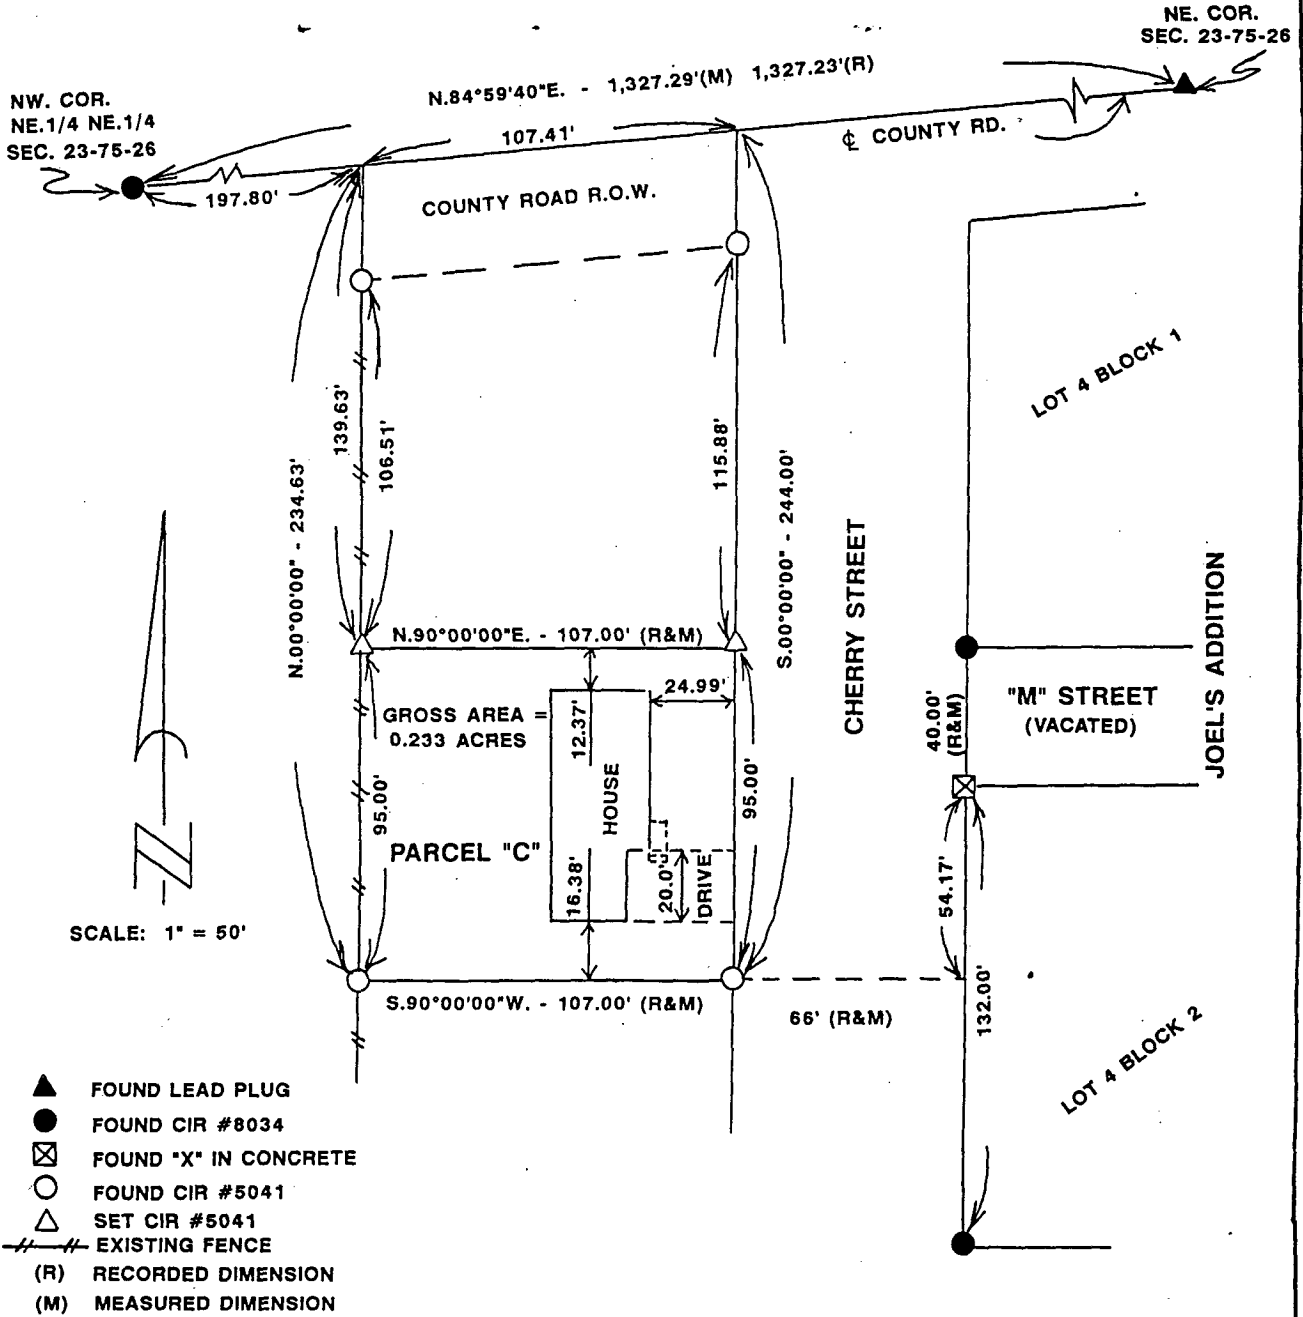 NE. COR.
SEC. 23-75-26
N.84°59'40"E. - 1,327.29'(M) 1,327.23'(R)
NW. COR.
NE.1/4 NE.1/4
SEC. 23-75-26
107.41'
℄ COUNTY RD.
197.80'
COUNTY ROAD R.O.W.
LOT 4 BLOCK 1
139.63'
106.51'
115.88'
N.00°00'00" - 234.63'
S.00°00'00" - 244.00'
CHERRY STREET
JOEL'S ADDITION
N.90°00'00"E. - 107.00' (R&M)
24.99'
GROSS AREA =
0.233 ACRES
12.37'
40.00'
(R&M)
"M" STREET
(VACATED)
95.00'
HOUSE
95.00'
PARCEL "C"
16.38'
20.0'
DRIVE
54.17'
SCALE: 1" = 50'
S.90°00'00"W. - 107.00' (R&M)
66' (R&M)
132.00'
LOT 4 BLOCK 2
FOUND LEAD PLUG
FOUND CIR #8034
FOUND "X" IN CONCRETE
FOUND CIR #5041
SET CIR #5041
EXISTING FENCE
(R) RECORDED DIMENSION
(M) MEASURED DIMENSION